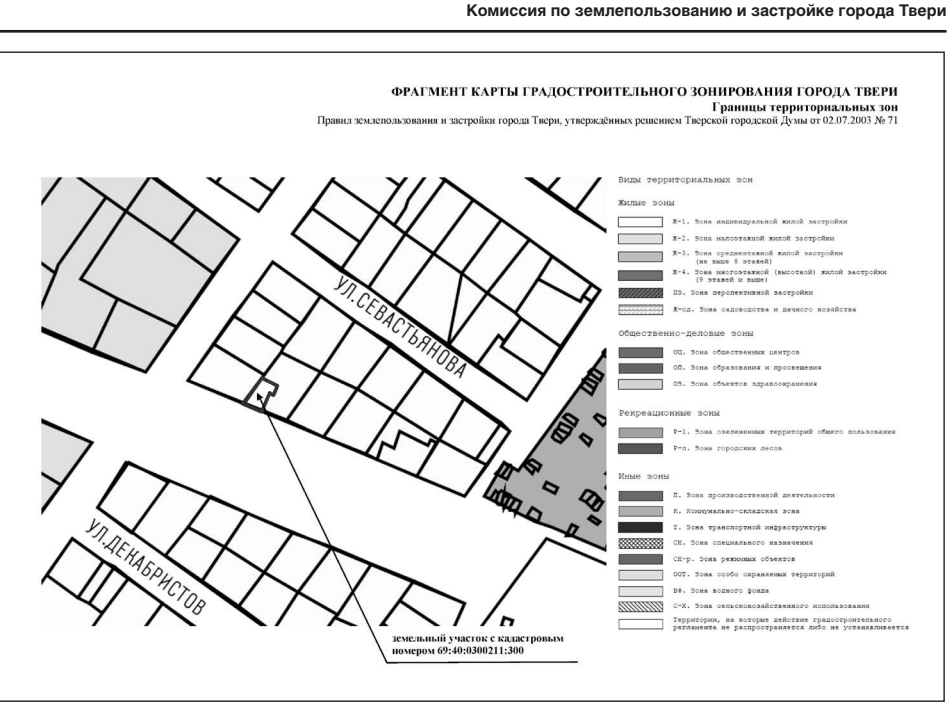 Комиссия по землепользованию и застройке города Твери
ФРАГМЕНТ КАРТЫ ГРАДОСТРОИТЕЛЬНОГО ЗОНИРОВАНИЯ ГОРОДА ТВЕРИ
Границы территориальных зон
Правил землепользования и застройки города Твери, утверждённых решением Тверской городской Думы от 02.07.2003 № 71
УЛ.СЕВАСТЬЯНОВА
УЛ.ДЕКАБРИСТОВ
земельный участок с кадастровым
номером 69:40:0300211:300
Виды территориальных зон
Жилые зоны
Ж-1. Зона индивидуальной жилой застройки
Ж-2. Зона малоэтажной жилой застройки
Ж-3. Зона среднеэтажной жилой застройки
(не выше 8 этажей)
Ж-4. Зона многоэтажной (высотной) жилой застройки
(9 этажей и выше)
ПЗ. Зона перспективной застройки
Ж-сд. Зона садоводства и дачного хозяйства
Общественно-деловые зоны
ОЦ. Зона общественных центров
ОП. Зона образования и просвещения
ОЗ. Зона объектов здравоохранения
Рекреационные зоны
Р-1. Зона озелененных территорий общего пользования
Р-л. Зона городских лесов
Иные зоны
П. Зона производственной деятельности
К. Коммунально-складская зона
Т. Зона транспортной инфраструктуры
СН. Зона специального назначения
СН-р. Зона режимных объектов
ООТ. Зона особо охраняемых территорий
ВФ. Зона водного фонда
С-Х. Зона сельскохозяйственного использования
Территории, на которые действие градостроительного
регламента не распространяется либо не устанавливается